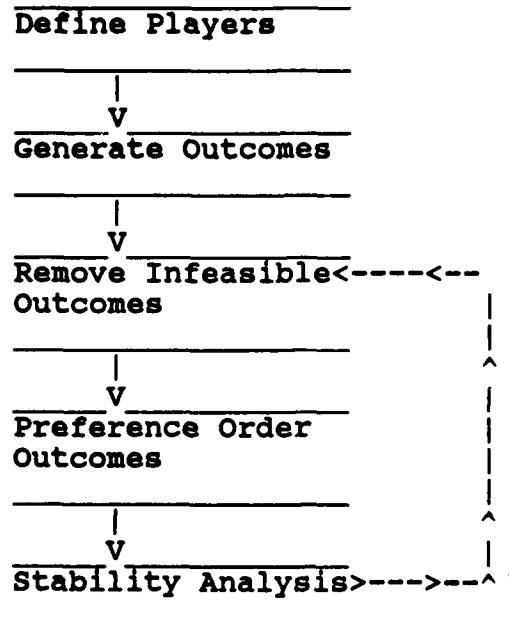 Define Players
Generate Outcomes
Remove Infeasible
Outcomes
Preference Order
Outcomes
Stability Analysis